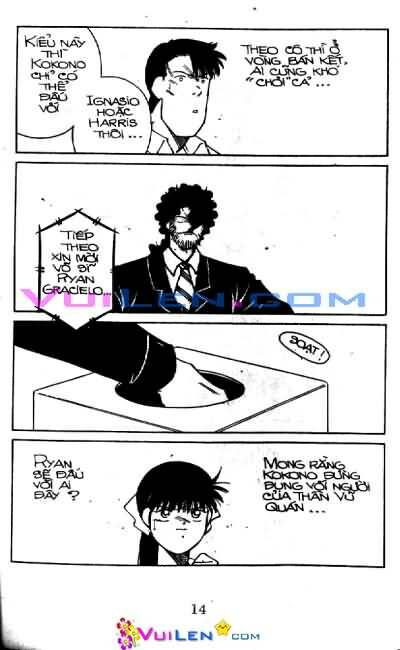 KIỂU NÀY
THÌ
KOKONO
CHỈ CÓ
THỂ
ĐẤU
VỚI
IGNASIO
HOẶC
HARRIS
THÔI ...
THEO CÔ THÌ Ở
VÒNG BÁN KẾT,
AI CŨNG KHÓ
"CHƠI" CẢ ...
TIẾP
THEO
XIN MỜI
VÕ SĨ
RYAN
GRACIELO...
VUILEN.COM
SOẠT!
RYAN
SẼ ĐẤU
VỚI AI
ĐÂY ?
MONG RẰNG
KOKONO ĐỪNG
ĐỤNG VỚI NGƯỜI
CỦA THẦN VŨ
QUÁN ...
14
VUILEN.COM